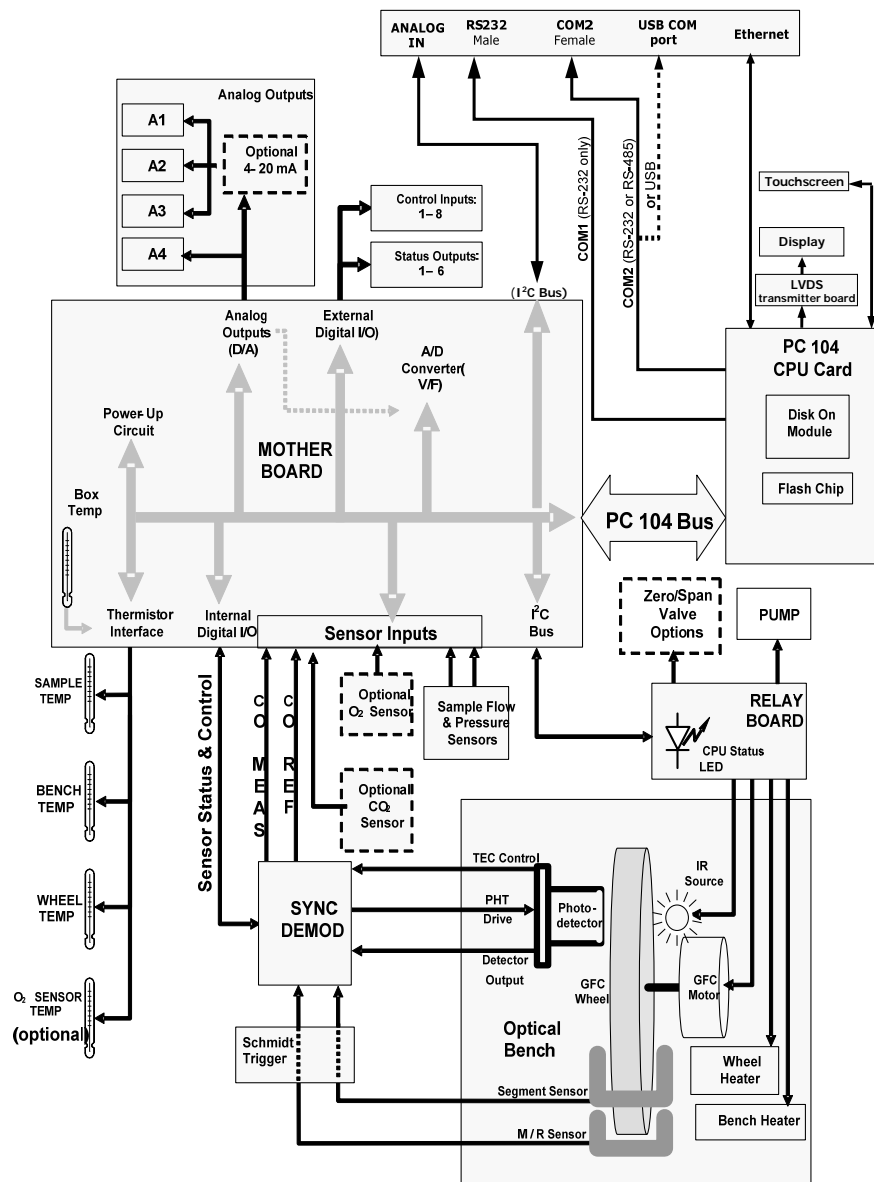 ANALOG
IN
RS232
Male
COM2
Female
USB COM
port
Ethernet
Analog Outputs
A1
A2
A3
A4
Optional
4- 20 mA
Control Inputs:
1– 8
Status Outputs:
1– 6
(I²C Bus)
COM1 (RS-232 only)
COM2 (RS-232 or RS-485)
or USB
Touchscreen
Display
LVDS
transmitter board
PC 104
CPU Card
Disk On
Module
Flash Chip
Analog
Outputs
(D/A)
External
Digital I/O)
A/D
Converter(
V/F)
Power-Up
Circuit
MOTHER
BOARD
Box
Temp
PC 104 Bus
Thermistor
Interface
Internal
Digital I/O
Sensor Inputs
I²C
Bus
Zero/Span
Valve
Options
PUMP
SAMPLE
TEMP
BENCH
TEMP
WHEEL
TEMP
O₂ SENSOR
TEMP
(optional)
Sensor Status & Control
CO MEAS
CO REF
Optional
O₂ Sensor
Sample Flow
& Pressure
Sensors
Optional
CO₂
Sensor
RELAY
BOARD
CPU Status
LED
SYNC
DEMOD
TEC Control
PHT
Drive
Detector
Output
Photo-
detector
IR
Source
GFC
Wheel
GFC
Motor
Optical
Bench
Schmidt
Trigger
Segment Sensor
M / R Sensor
Wheel
Heater
Bench Heater